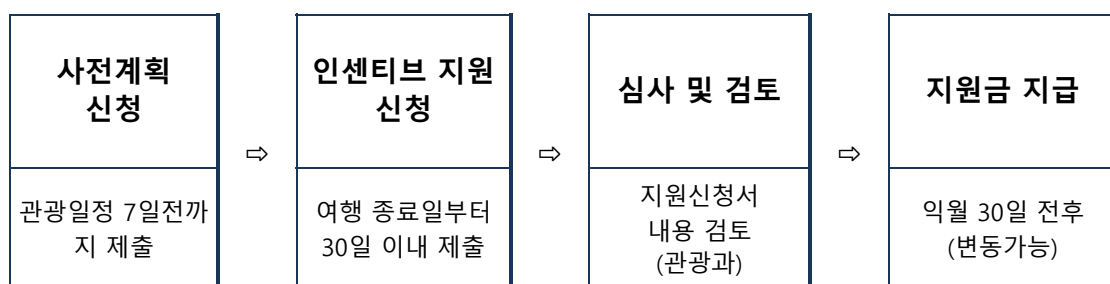 사전계획
신청
인센티브 지원
신청
심사 및 검토
지원금 지급
⇨
⇨
⇨
관광일정 7일전까
지 제출
여행 종료일부터
30일 이내 제출
지원신청서
내용 검토
(관광과)
익월 30일 전후
(변동가능)